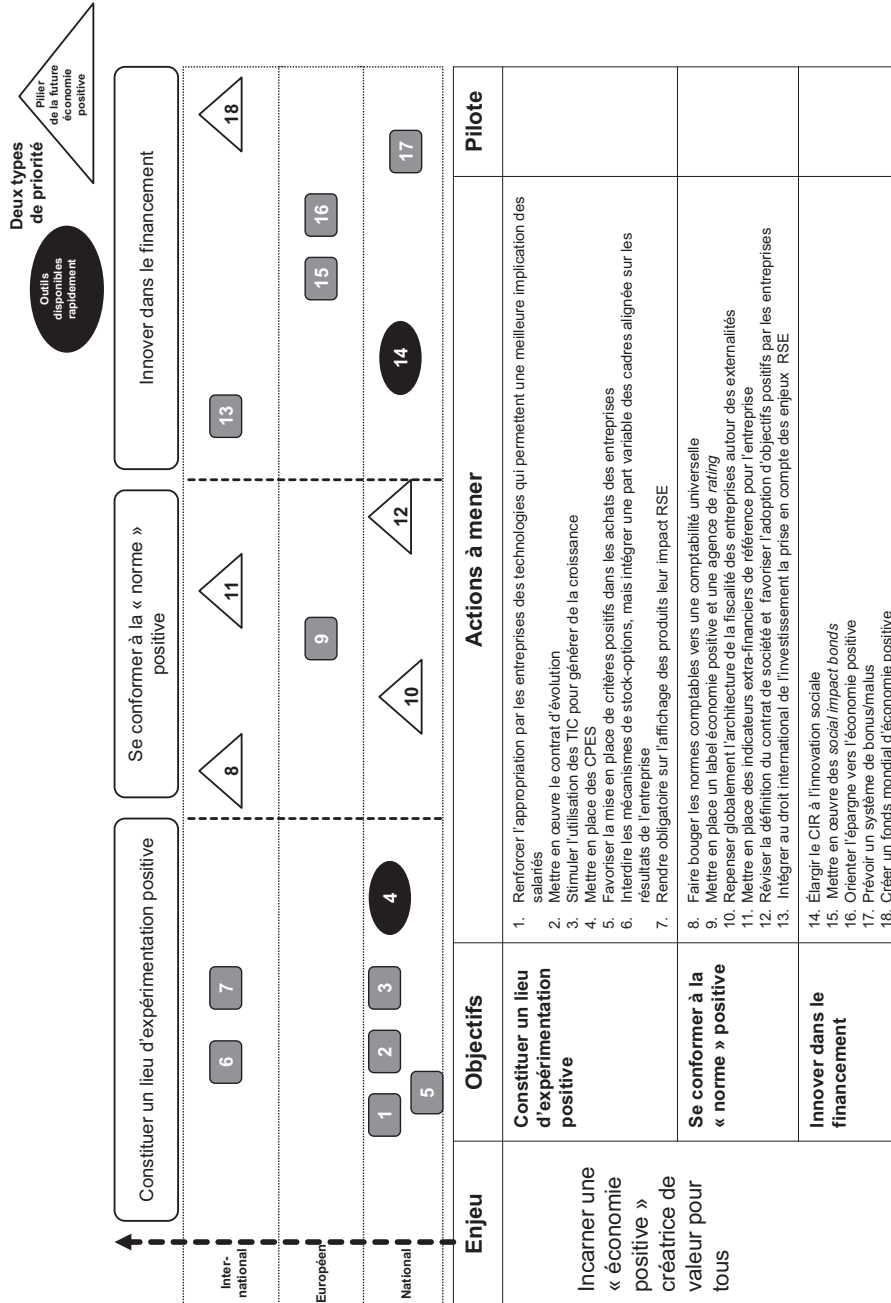 Deux types
de priorité
Outils
disponibles
rapidement
Pilier
de la future
économie
positive
Constituer un lieu d'expérimentation positive
Se conformer à la « norme »
positive
Innover dans le financement
Inter-
national
6
7
8
11
13
18
Européen
9
15
16
National
1
2
3
4
5
10
12
14
17
Enjeu
Objectifs
Actions à mener
Pilote
Incarner une
« économie
positive »
créatrice de
valeur pour
tous
Constituer un lieu
d'expérimentation
positive
1. Renforcer l'appropriation par les entreprises des technologies qui permettent une meilleure implication des
salariés
2. Mettre en œuvre le contrat d'évolution
3. Stimuler l'utilisation des TIC pour générer de la croissance
4. Mettre en place des CPES
5. Favoriser la mise en place de critères positifs dans les achats des entreprises
6. Interdire les mécanismes de stock-options, mais intégrer une part variable des cadres alignée sur les
résultats de l'entreprise
7. Rendre obligatoire sur l'affichage des produits leur impact RSE
Se conformer à la
« norme » positive
8. Faire bouger les normes comptables vers une comptabilité universelle
9. Mettre en place un label économie positive et une agence de rating
10. Repenser globalement l'architecture de la fiscalité des entreprises autour des externalités
11. Mettre en place des indicateurs extra-financiers de référence pour l'entreprise
12. Réviser la définition du contrat de société et favoriser l'adoption d'objectifs positifs par les entreprises
13. Intégrer au droit international de l'investissement la prise en compte des enjeux RSE
Innover dans le
financement
14. Élargir le CIR à l'innovation sociale
15. Mettre en œuvre des social impact bonds
16. Orienter l'épargne vers l'économie positive
17. Prévoir un système de bonus/malus
18. Créer un fonds mondial d'économie positive